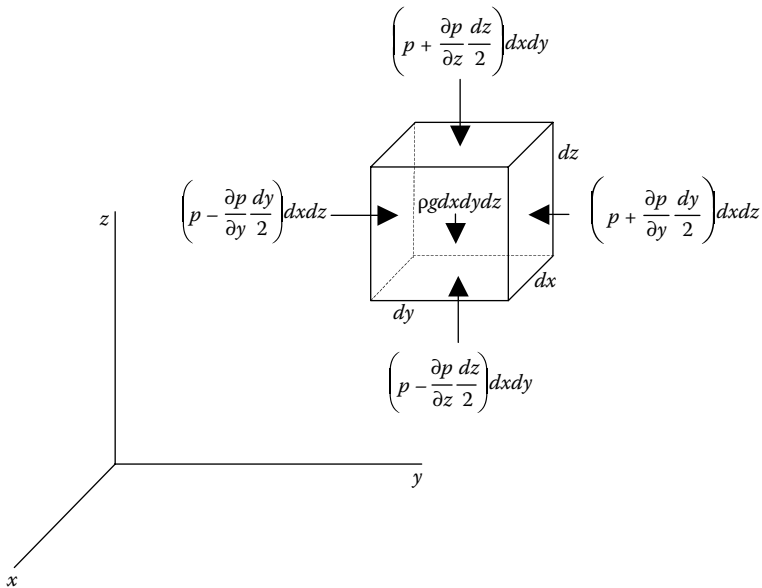 (p + ∂p/∂z dz/2)dxdy
dz
z
(p − ∂p/∂y dy/2)dxdz
ρgdxdydz
(p + ∂p/∂y dy/2)dxdz
dx
dy
(p − ∂p/∂z dz/2)dxdy
y
x